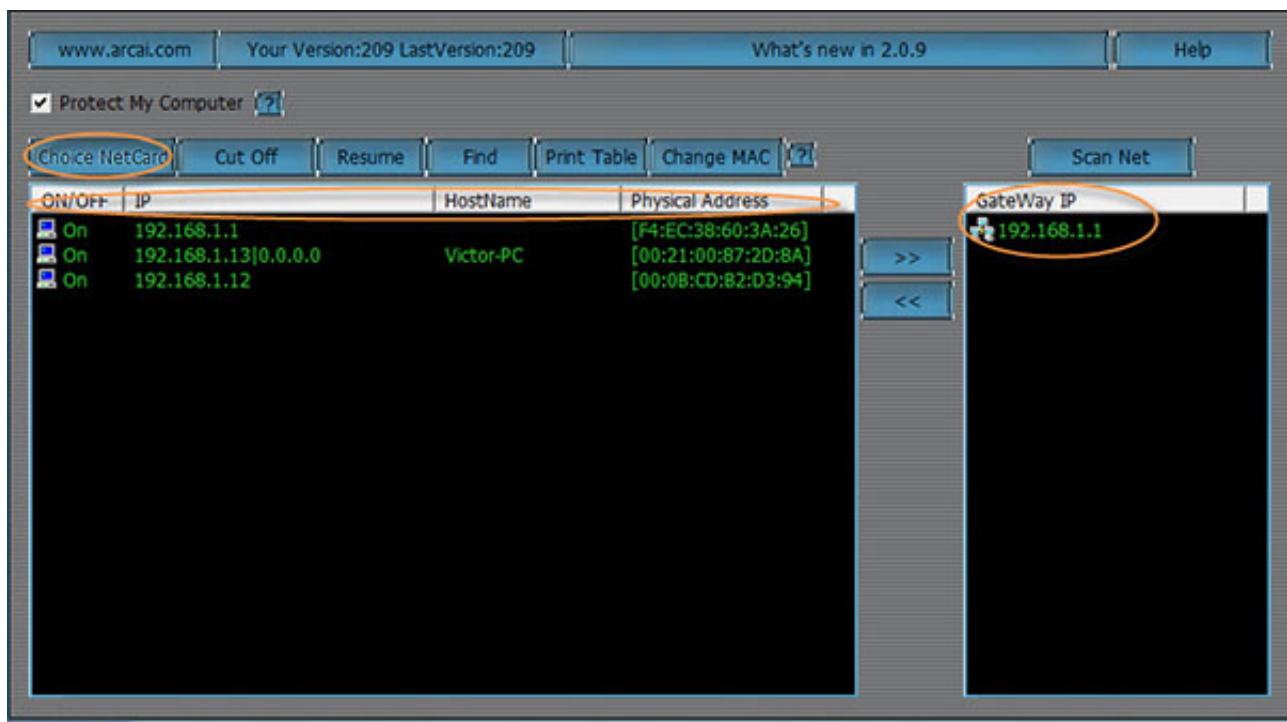 www.arcai.com Your Version:209 LastVersion:209 What's new in 2.0.9 Help
Protect My Computer [?]
Choice NetCard Cut Off Resume Find Print Table Change MAC [?] Scan Net
ON/OFF IP HostName Physical Address GateWay IP
On 192.168.1.1 [F4:EC:38:60:3A:26] 192.168.1.1
On 192.168.1.13|0.0.0.0 Victor-PC [00:21:00:87:2D:8A] >>
On 192.168.1.12 [00:0B:CD:B2:D3:94]
<<